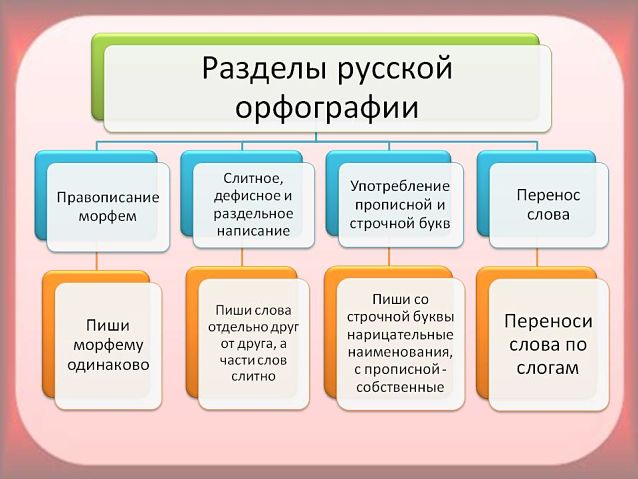 Разделы русской
орфографии
Правописание
морфем
Слитное,
дефисное и
раздельное
написание
Употребление
прописной и
строчной букв
Перенос
слова
Пиши
морфему
одинаково
Пиши слова
отдельно друг
от друга, а
части слов
слитно
Пиши со
строчной буквы
нарицательные
наименования,
с прописной -
собственные
Переноси
слова по
слогам